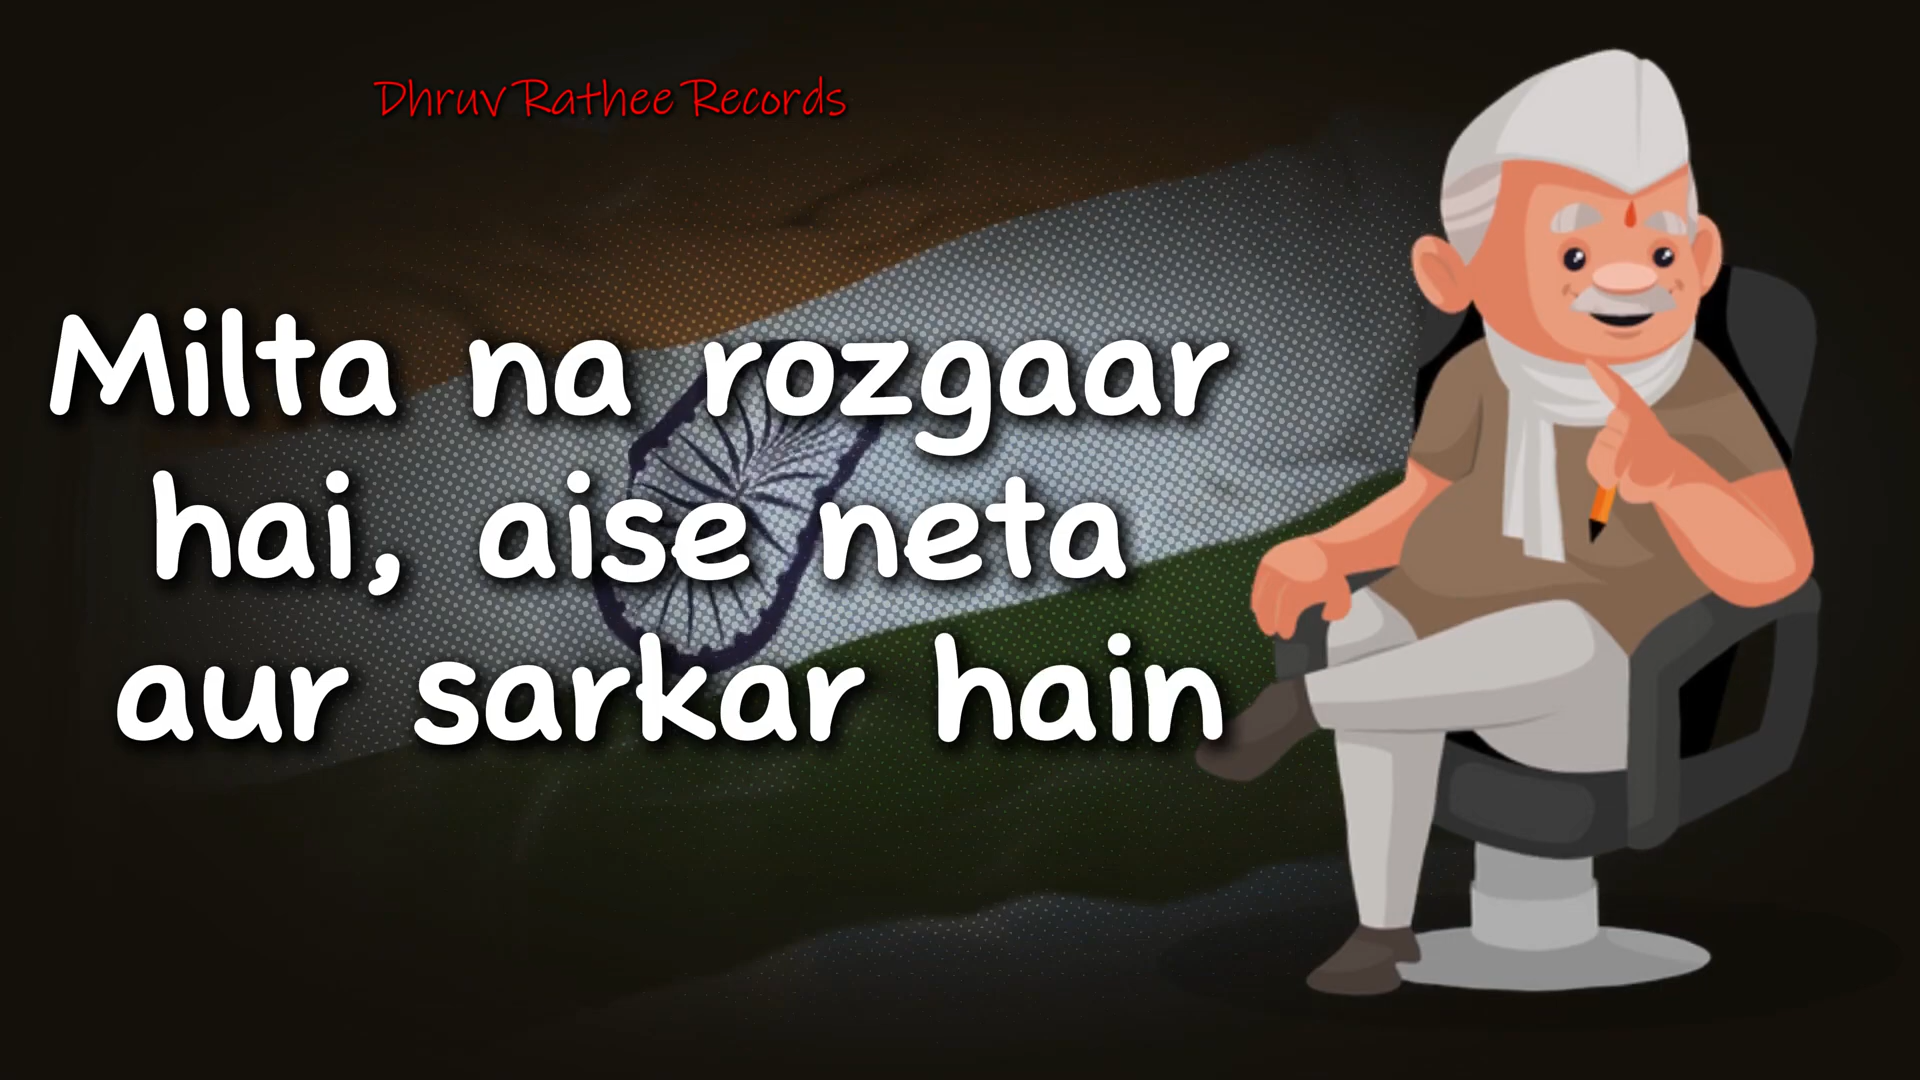 Dhruv Rathee Records
Milta na rozgaar
hai, aise neta
aur sarkar hain